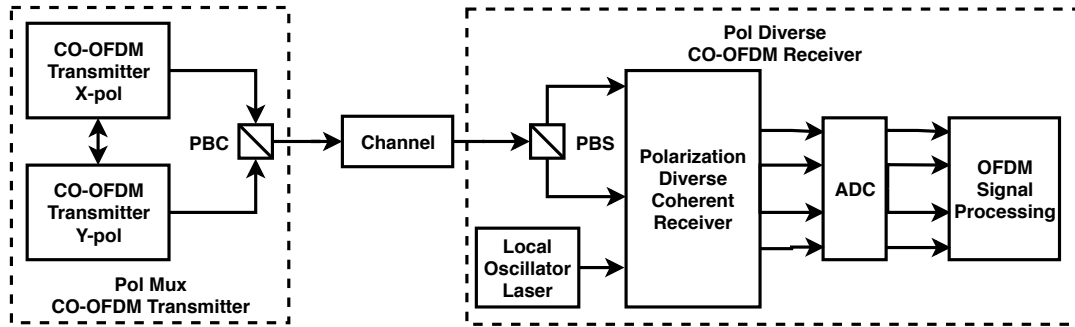 CO-OFDM
Transmitter
X-pol
CO-OFDM
Transmitter
Y-pol
PBC
Pol Mux
CO-OFDM Transmitter
Channel
Pol Diverse
CO-OFDM Receiver
PBS
Local
Oscillator
Laser
Polarization
Diverse
Coherent
Receiver
ADC
OFDM
Signal
Processing